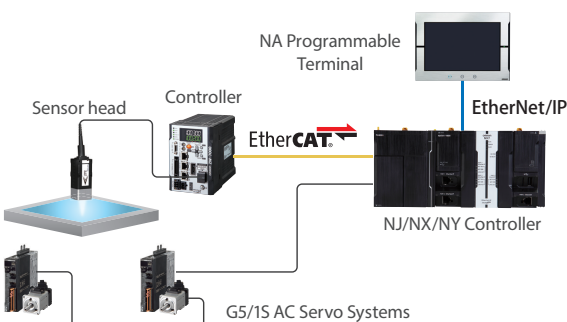 NA Programmable
Terminal
Controller
Sensor head
EtherNet/IP
EtherCAT®
NJ/NX/NY Controller
G5/1S AC Servo Systems